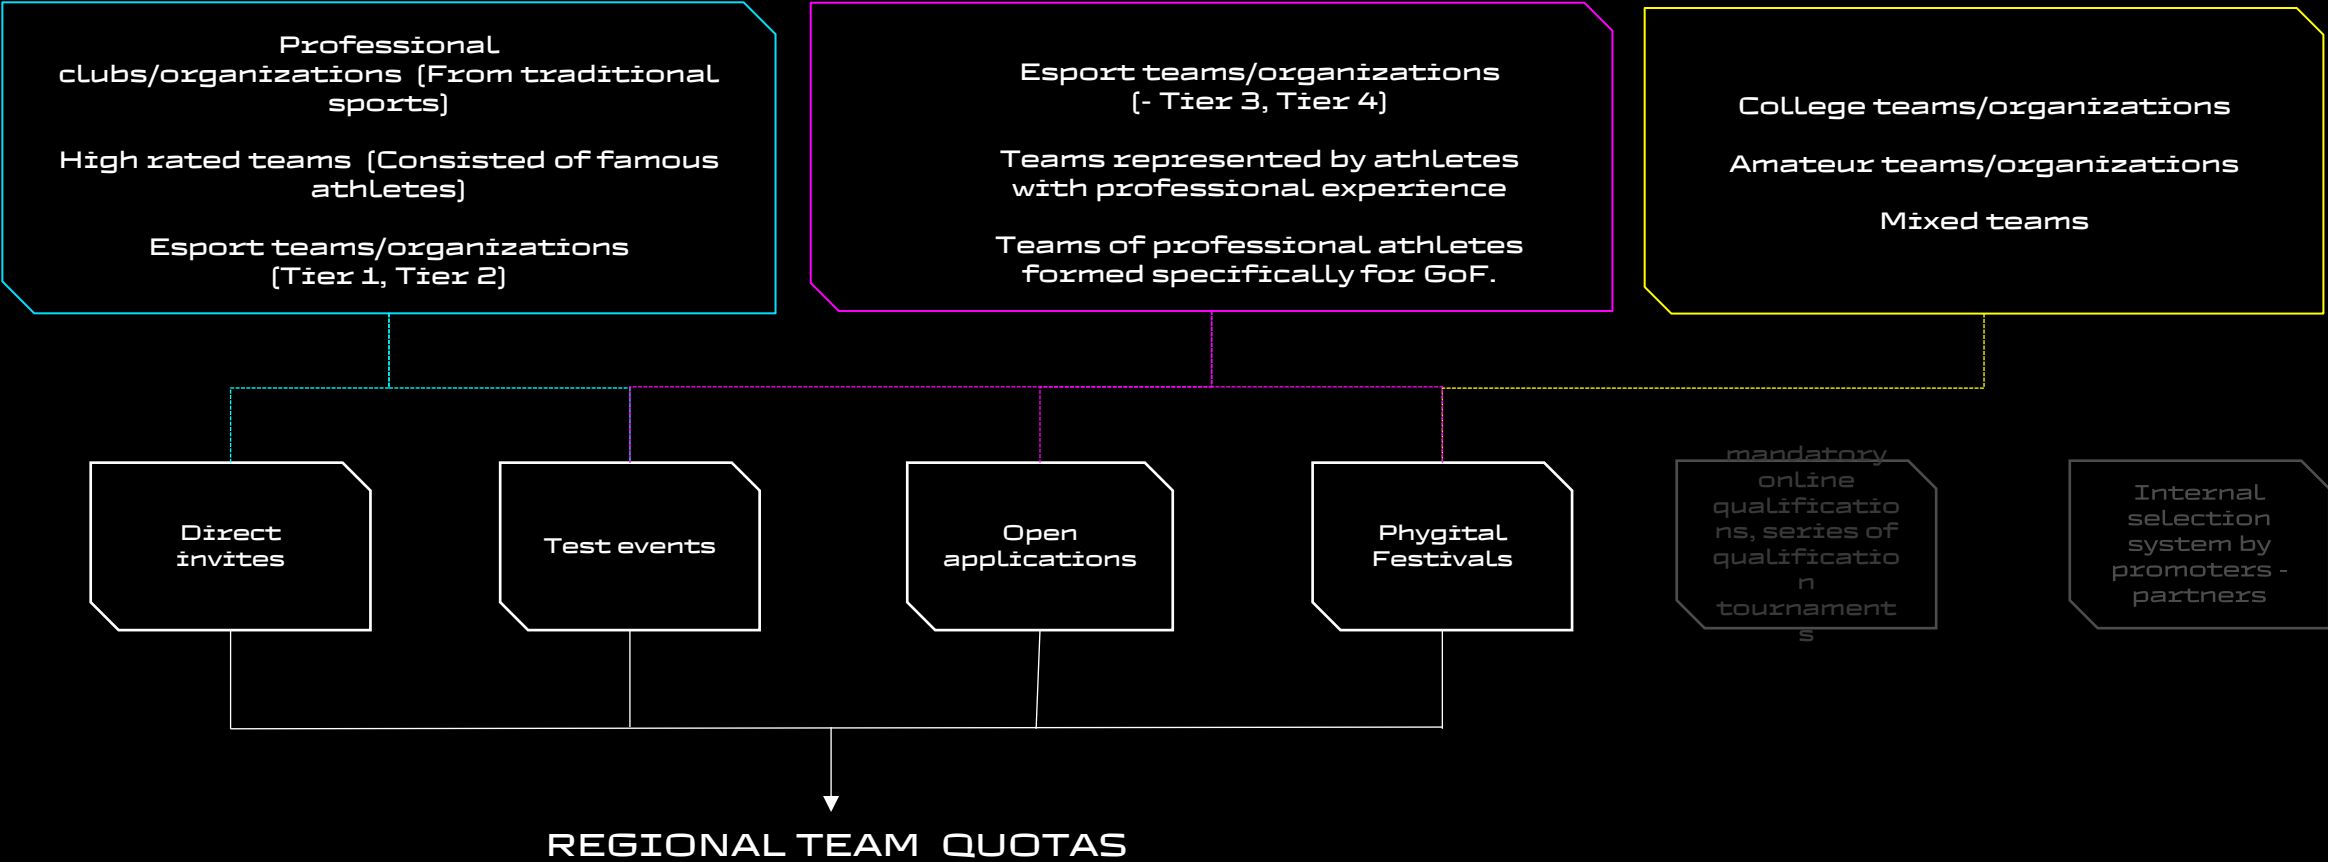 Professional
clubs/organizations (From traditional
sports)
High rated teams (Consisted of famous
athletes)
Esport teams/organizations
(Tier 1, Tier 2)
Esport teams/organizations
(- Tier 3, Tier 4)
Teams represented by athletes
with professional experience
Teams of professional athletes
formed specifically for GoF.
College teams/organizations
Amateur teams/organizations
Mixed teams
Direct
invites
Test events
Open
applications
Phygital
Festivals
mandatory
online
qualificatio
ns, series of
qualificatio
n
tournament
s
Internal
selection
system by
promoters -
partners
REGIONAL TEAM QUOTAS